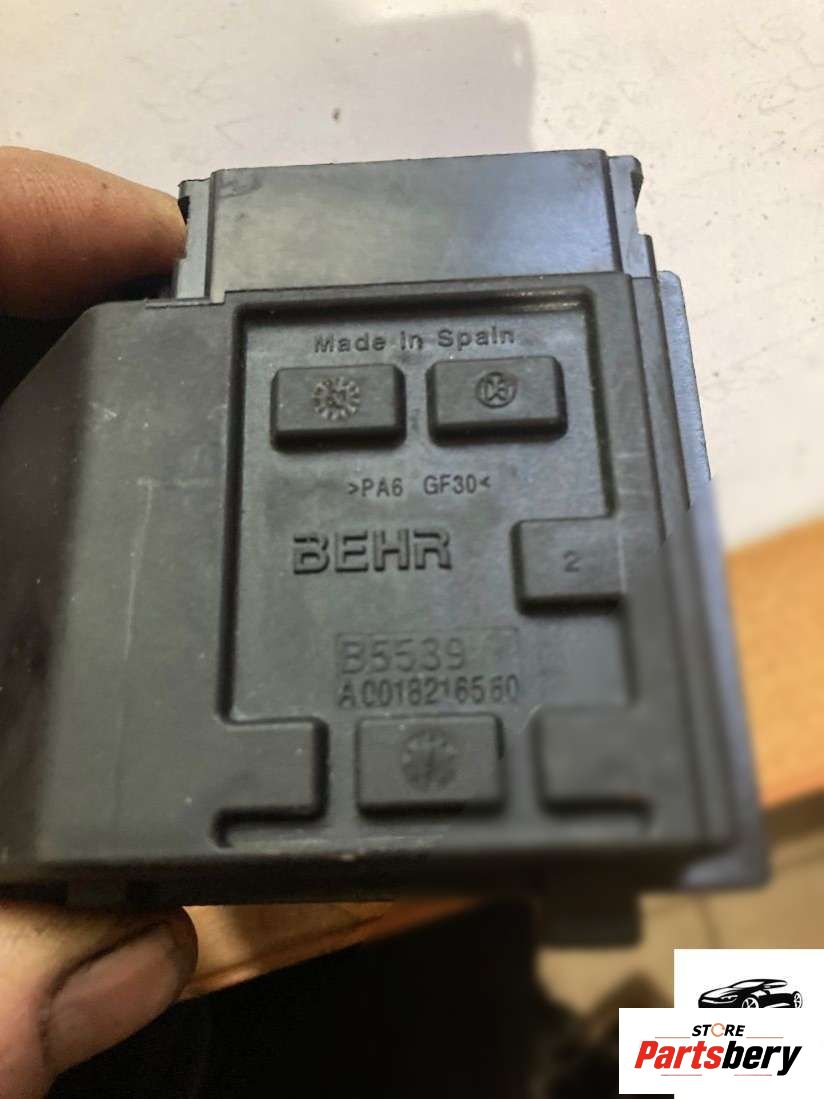 Made in Spain
>PA6 GF30<
BEHR
2
B5539
A0018216560
STORE
Partsbery